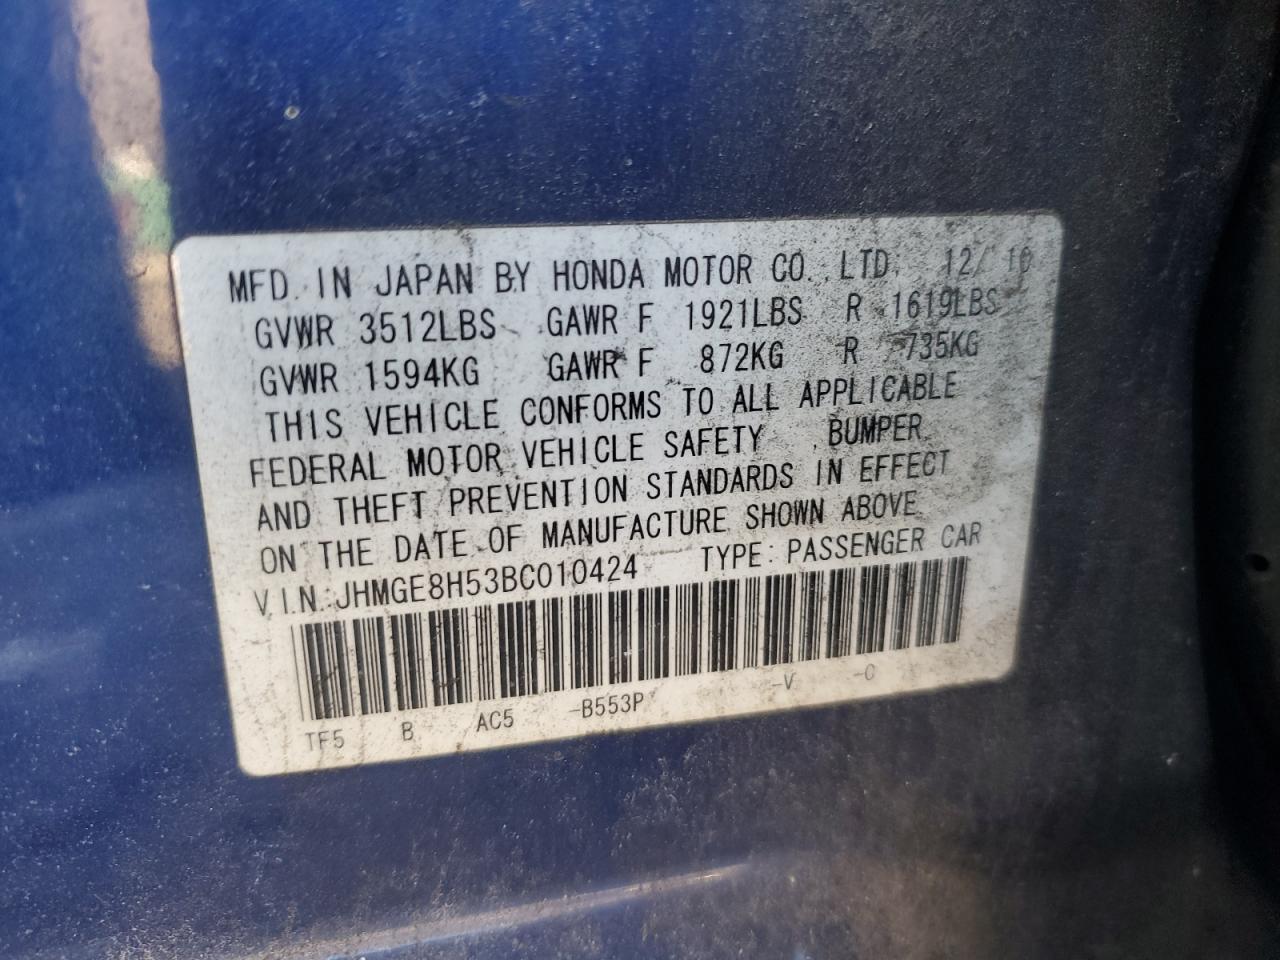 MFD. IN JAPAN BY HONDA MOTOR CO., LTD. 12/10
GVWR 3512LBS GAWR F 1921LBS R 1619LBS
GVWR 1594KG GAWR F 872KG R 735KG
THIS VEHICLE CONFORMS TO ALL APPLICABLE
FEDERAL MOTOR VEHICLE SAFETY , BUMPER
AND THEFT PREVENTION STANDARDS IN EFFECT
ON THE DATE OF MANUFACTURE SHOWN ABOVE.
V.I.N.:JHMGE8H53BC010424 TYPE: PASSENGER CAR
TF5 B AC5 -B553P -V -C